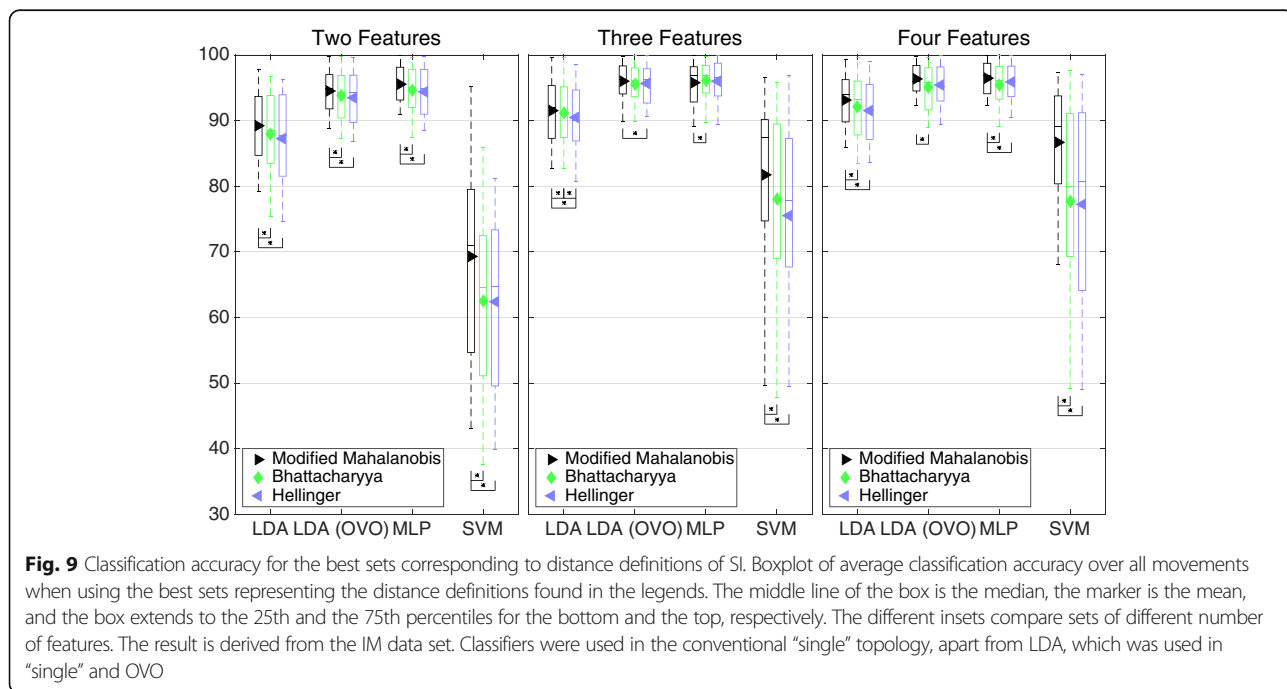 Two Features
Three Features
Four Features
100
90
80
70
60
50
40
30
* *
* *
* *
* *
* *
*
*
* *
* *
*
* *
* *
Modified Mahalanobis
Bhattacharyya
Hellinger
Modified Mahalanobis
Bhattacharyya
Hellinger
Modified Mahalanobis
Bhattacharyya
Hellinger
LDA LDA (OVO) MLP SVM
LDA LDA (OVO) MLP SVM
LDA LDA (OVO) MLP SVM
Fig. 9 Classification accuracy for the best sets corresponding to distance definitions of SI. Boxplot of average classification accuracy over all movements
when using the best sets representing the distance definitions found in the legends. The middle line of the box is the median, the marker is the mean,
and the box extends to the 25th and the 75th percentiles for the bottom and the top, respectively. The different insets compare sets of different number
of features. The result is derived from the IM data set. Classifiers were used in the conventional “single” topology, apart from LDA, which was used in
“single” and OVO